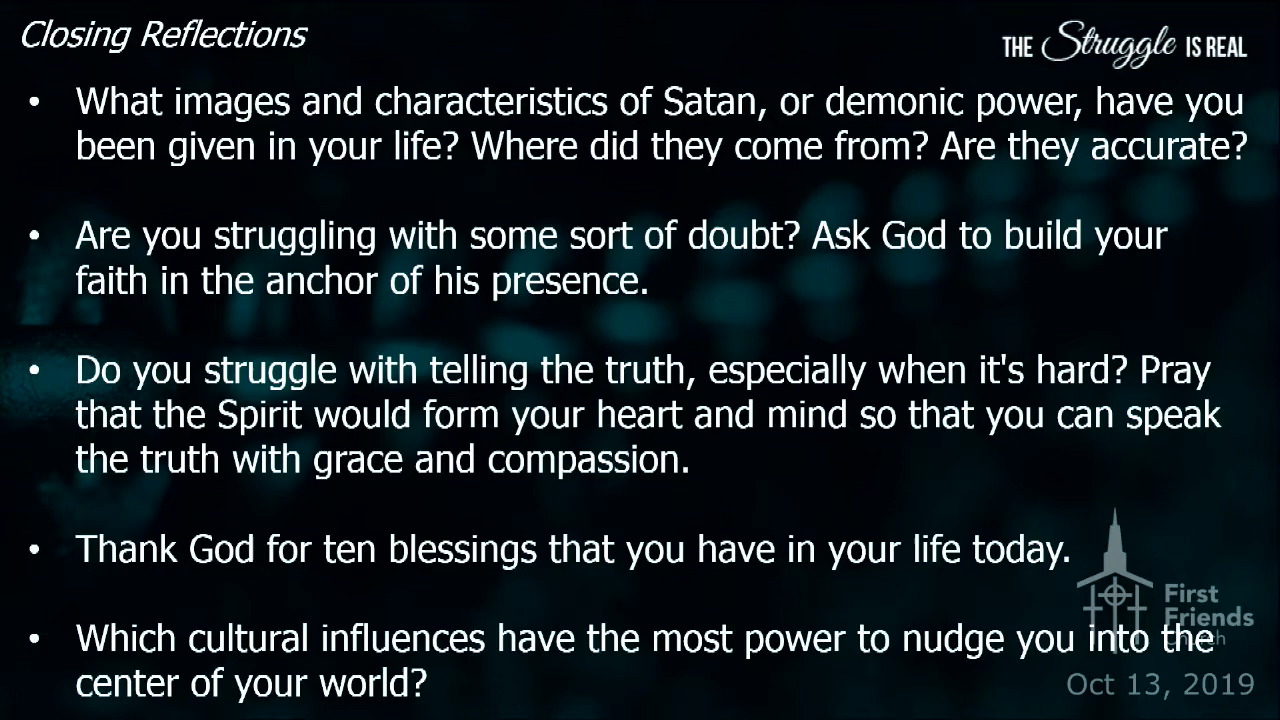 Closing Reflections
THE Struggle IS REAL
• What images and characteristics of Satan, or demonic power, have you
been given in your life? Where did they come from? Are they accurate?
• Are you struggling with some sort of doubt? Ask God to build your
faith in the anchor of his presence.
• Do you struggle with telling the truth, especially when it's hard? Pray
that the Spirit would form your heart and mind so that you can speak
the truth with grace and compassion.
• Thank God for ten blessings that you have in your life today.
First
Friends
Church
• Which cultural influences have the most power to nudge you into the
center of your world?
Oct 13, 2019